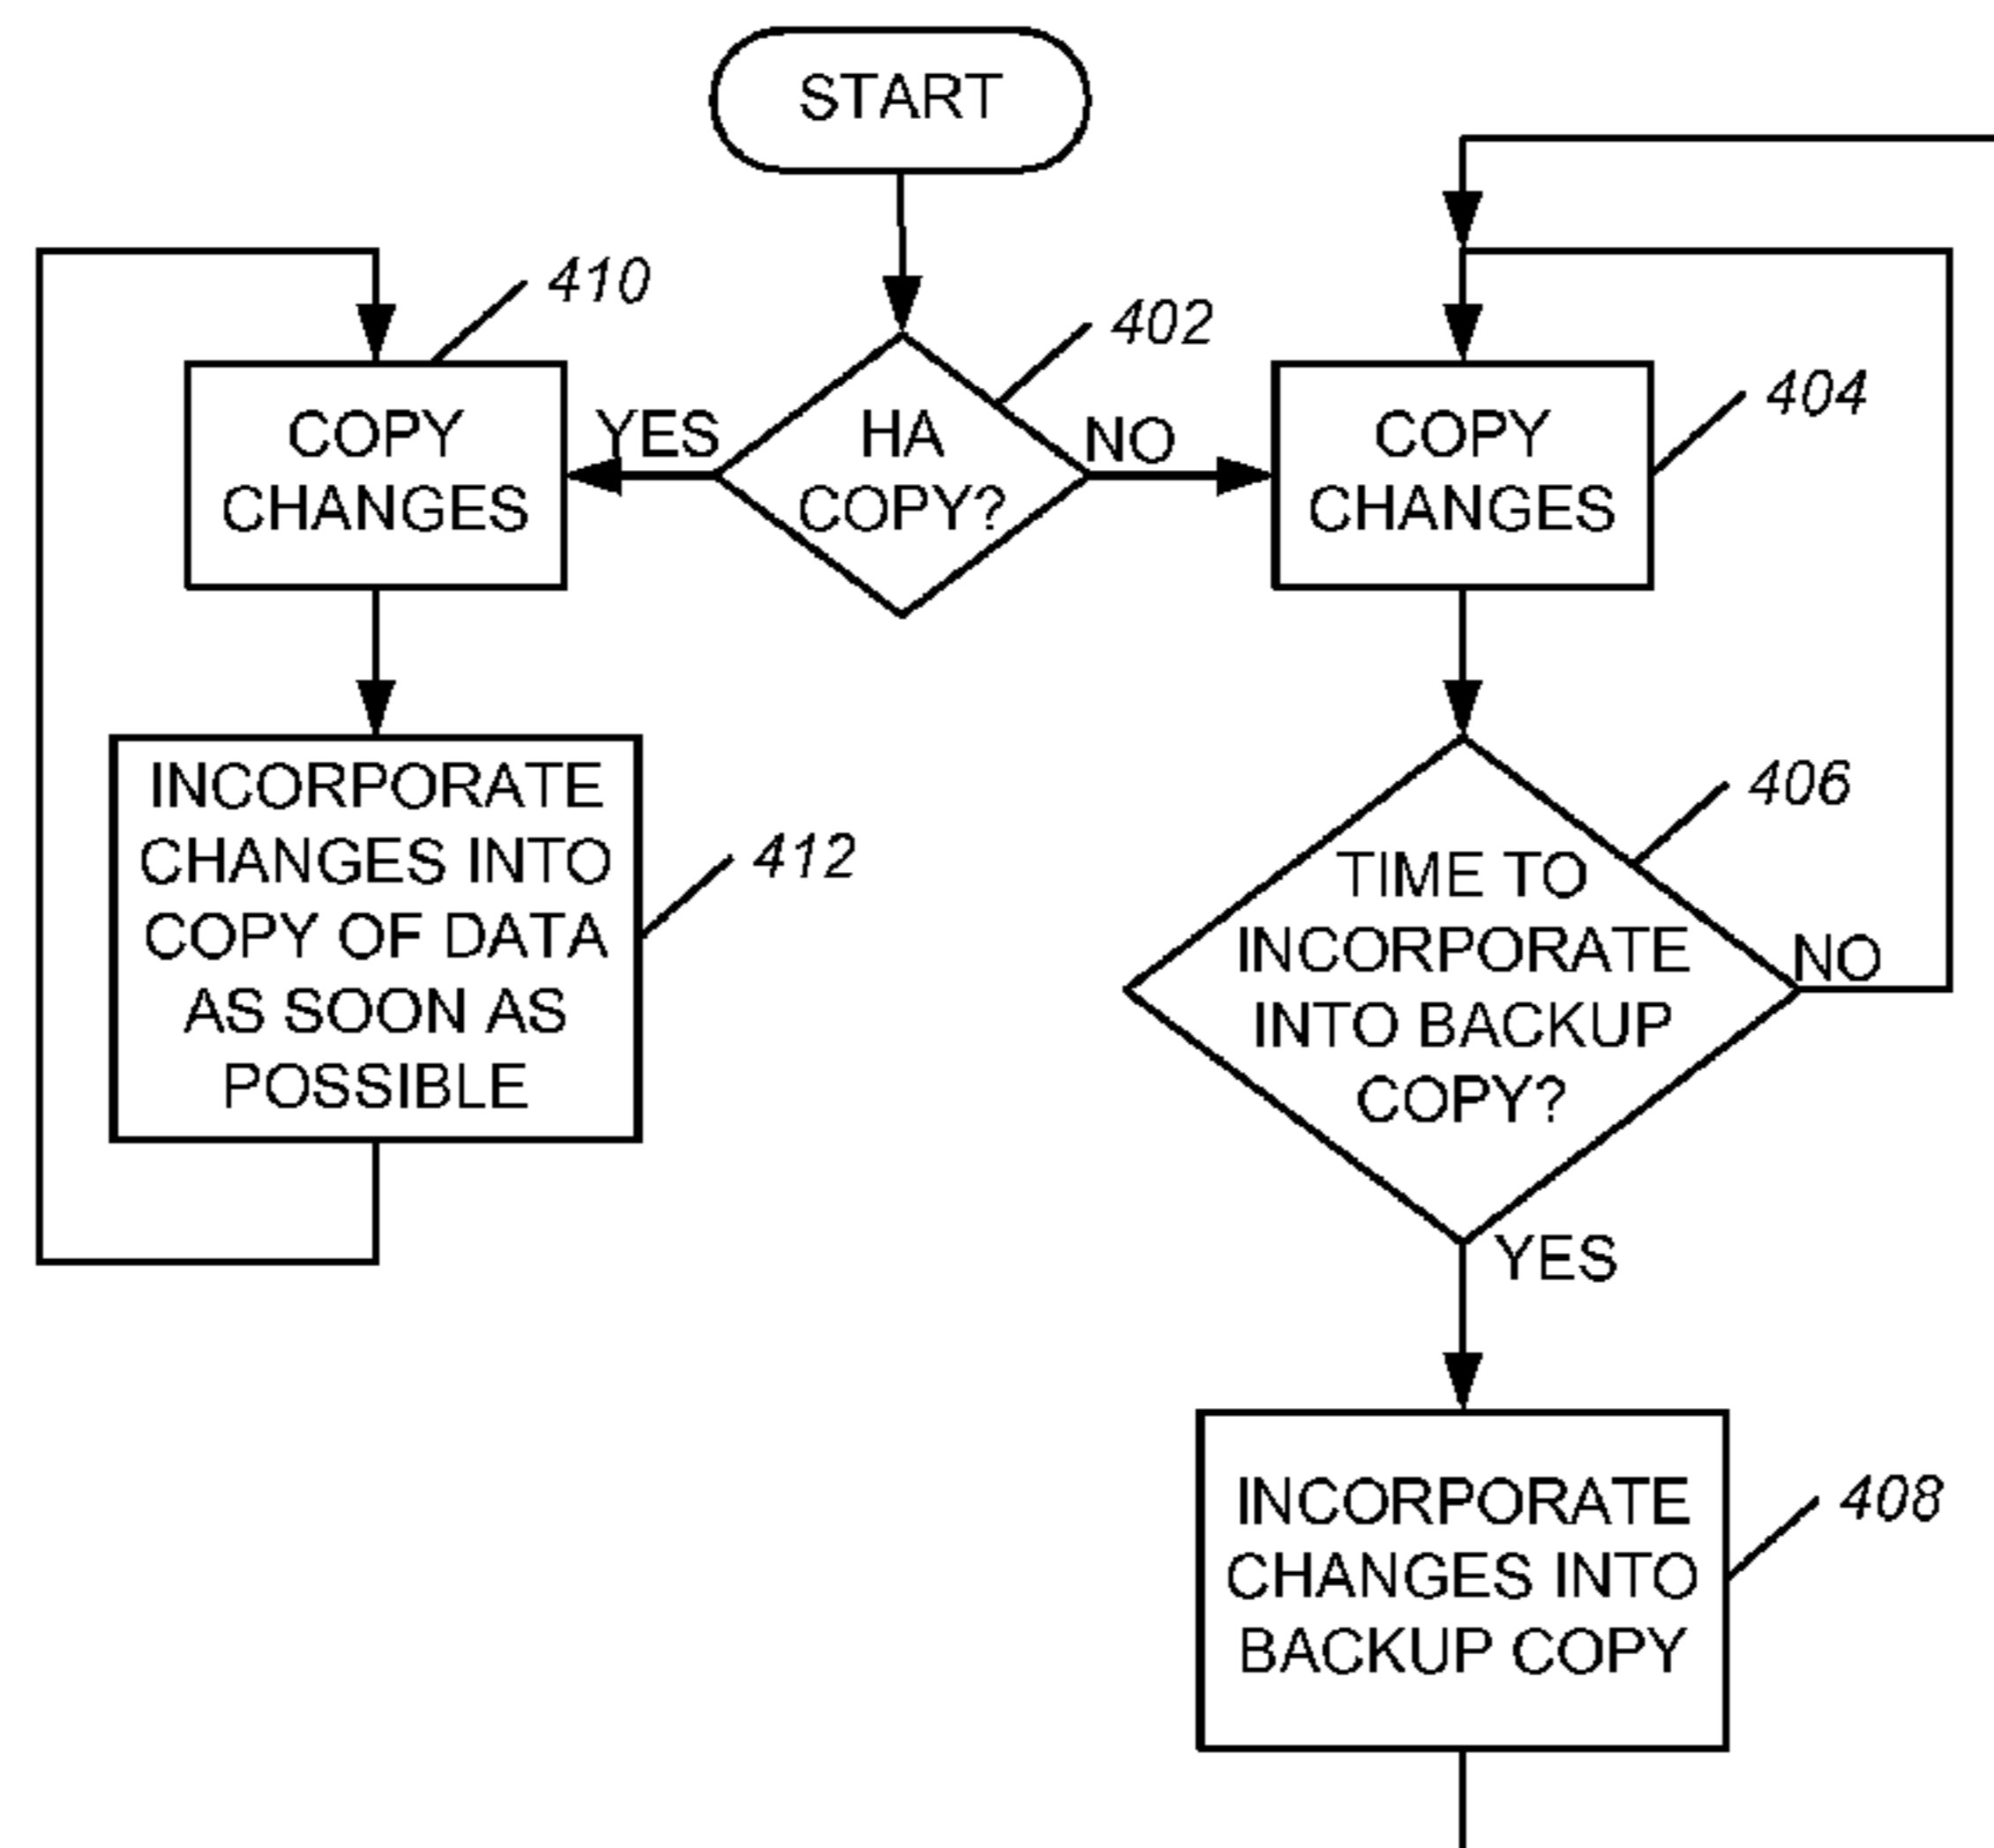 START
410
402
404
COPY
CHANGES
YES
HA
COPY?
NO
COPY
CHANGES
INCORPORATE
CHANGES INTO
COPY OF DATA
AS SOON AS
POSSIBLE
412
406
TIME TO
INCORPORATE
INTO BACKUP
COPY?
NO
YES
INCORPORATE
CHANGES INTO
BACKUP COPY
408